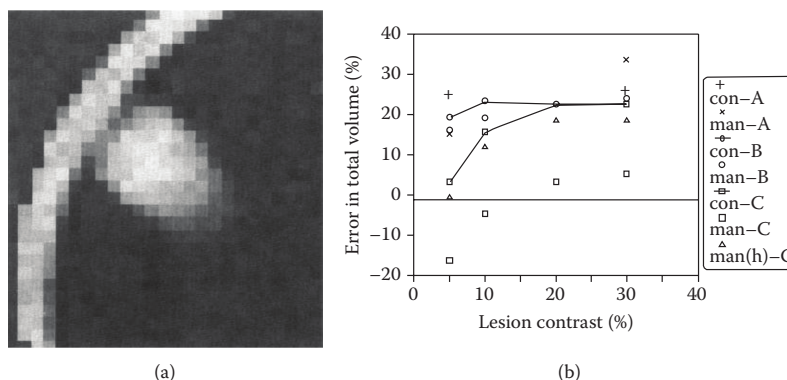 40
30
20
10
0
–10
–20
Error in total volume (%)
0 10 20 30 40
Lesion contrast (%)
con–A
man–A
con–B
man–B
con–C
man–C
man(h)–C
(a) (b)